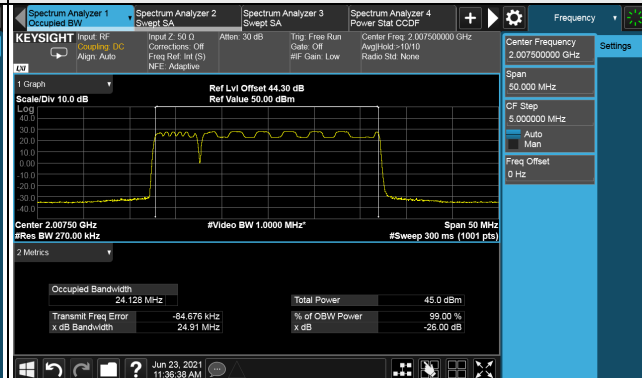 Spectrum Analyzer 1
Occupied BW
Spectrum Analyzer 2
Swept SA
Spectrum Analyzer 3
Swept SA
Spectrum Analyzer 4
Power Stat CCDF
+
Frequency
KEYSIGHT
LXI
Input: RF
Coupling: DC
Align: Auto
Input Z: 50 Ω
Corrections: Off
Freq Ref: Int (S)
NFE: Adaptive
Atten: 30 dB
Trig: Free Run
Gate: Off
#IF Gain: Low
Center Freq: 2.007500000 GHz
Avg|Hold:>10/10
Radio Std: None
Center Frequency
2.007500000 GHz
Settings
Span
50.000 MHz
CF Step
5.000000 MHz
Auto
Man
Freq Offset
0 Hz
1 Graph
Scale/Div 10.0 dB
Ref Lvl Offset 44.30 dB
Ref Value 50.00 dBm
Log
40.0
30.0
20.0
10.0
0.00
-10.0
-20.0
-30.0
-40.0
Center 2.00750 GHz
#Res BW 270.00 kHz
#Video BW 1.0000 MHz*
Span 50 MHz
#Sweep 300 ms (1001 pts)
2 Metrics
Occupied Bandwidth
24.128 MHz
Total Power 45.0 dBm
Transmit Freq Error -84.676 kHz
% of OBW Power 99.00 %
x dB Bandwidth 24.91 MHz
x dB -26.00 dB
?
Jun 23, 2021
11:36:38 AM